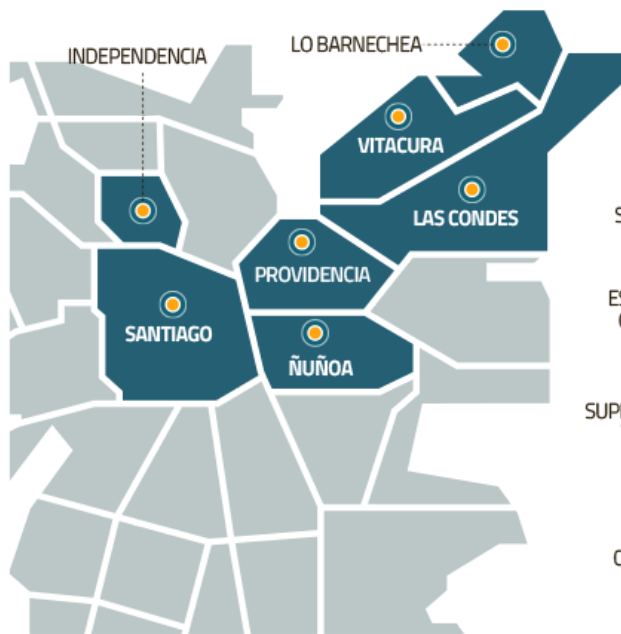 INDEPENDENCIA
LO BARNECHEA
VITACURA
LAS CONDES
PROVIDENCIA
SANTIAGO
ÑUÑOA